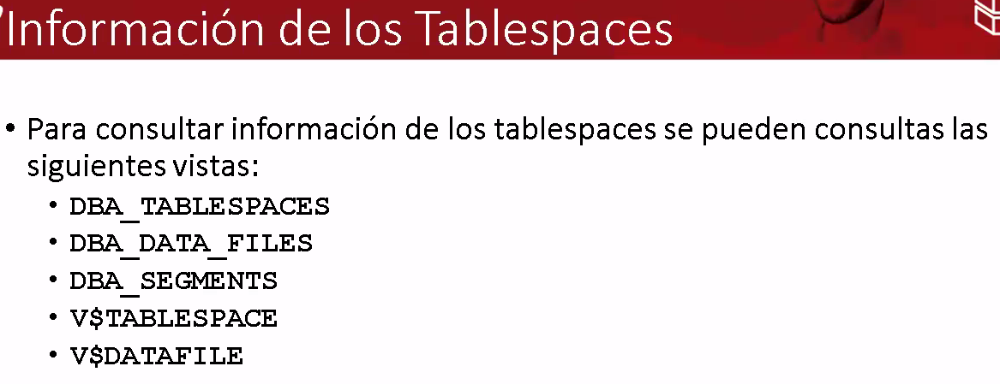 Información de los Tablespaces
• Para consultar información de los tablespaces se pueden consultas las
siguientes vistas:
• DBA_TABLESPACES
• DBA_DATA_FILES
• DBA_SEGMENTS
• V$TABLESPACE
• V$DATAFILE